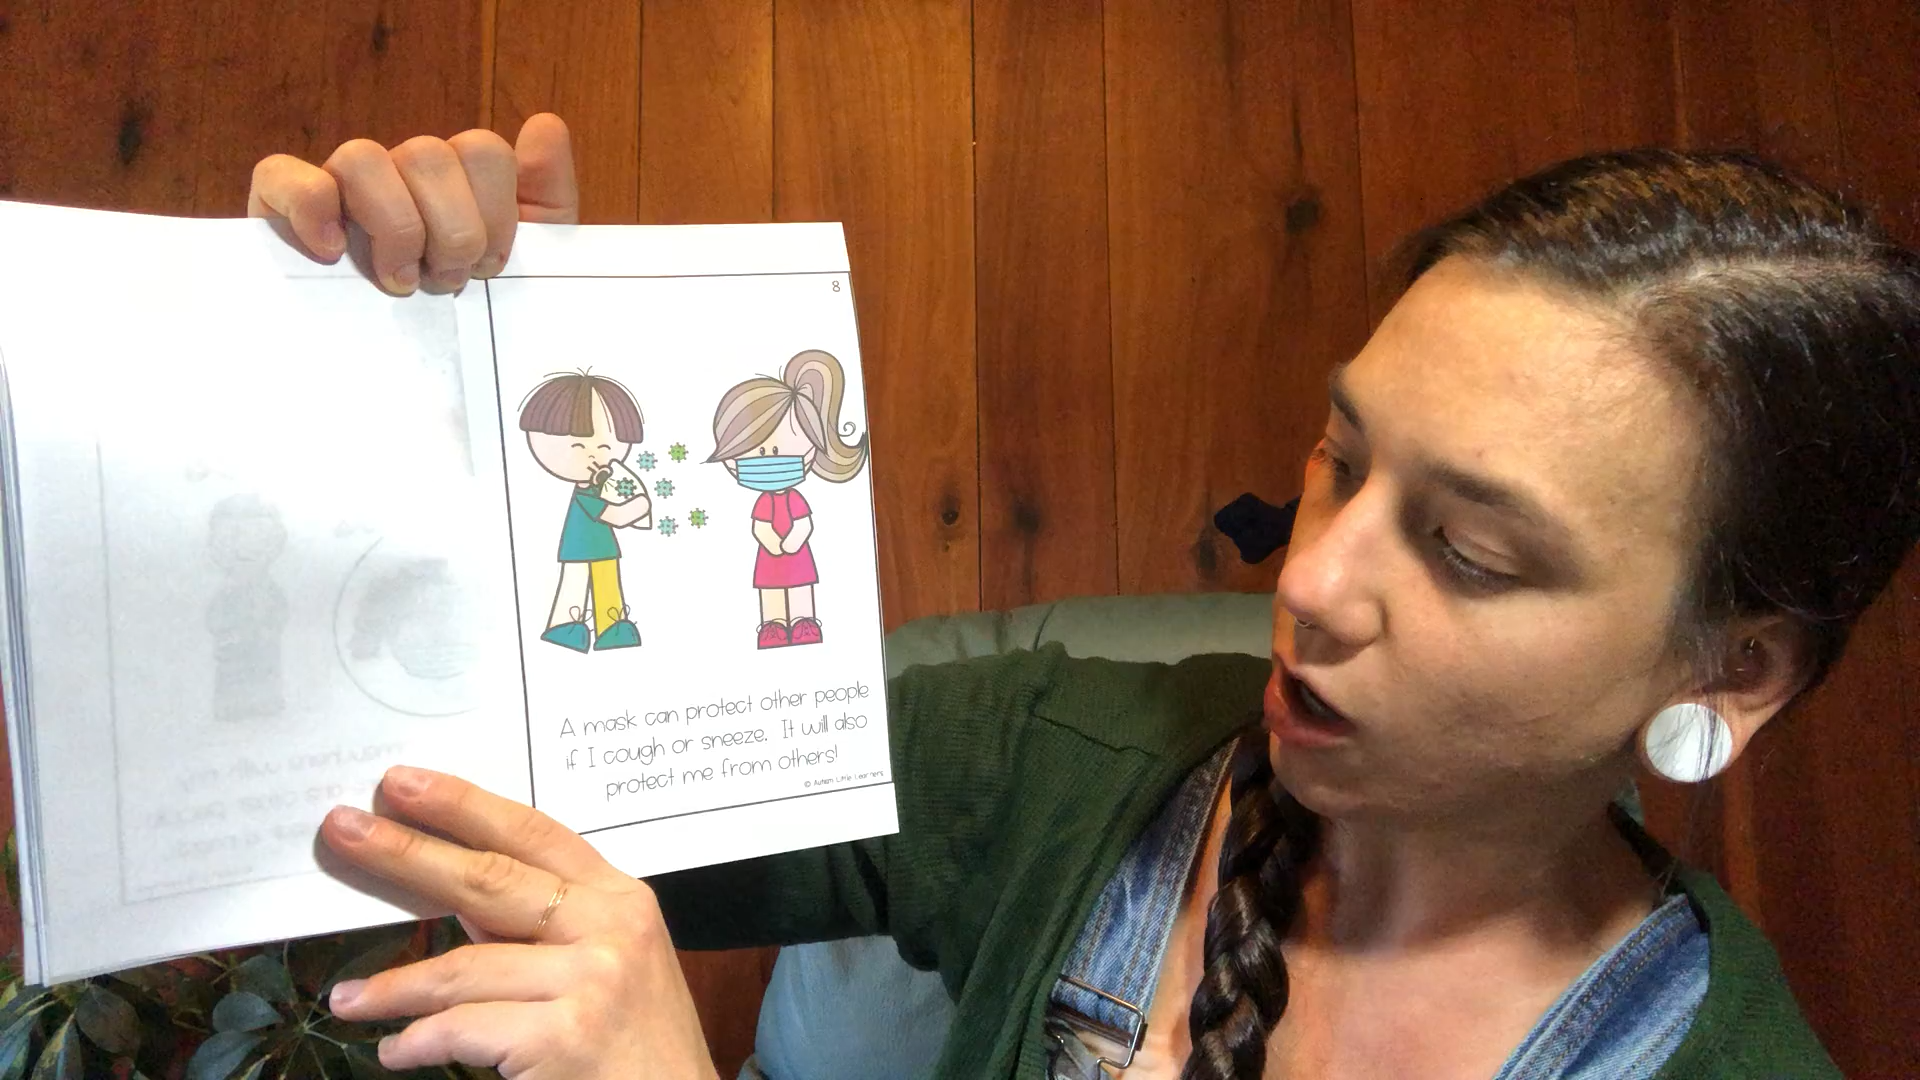 8
A mask can protect other people
if I cough or sneeze. It will also
protect me from others!
© Autism Little Learners